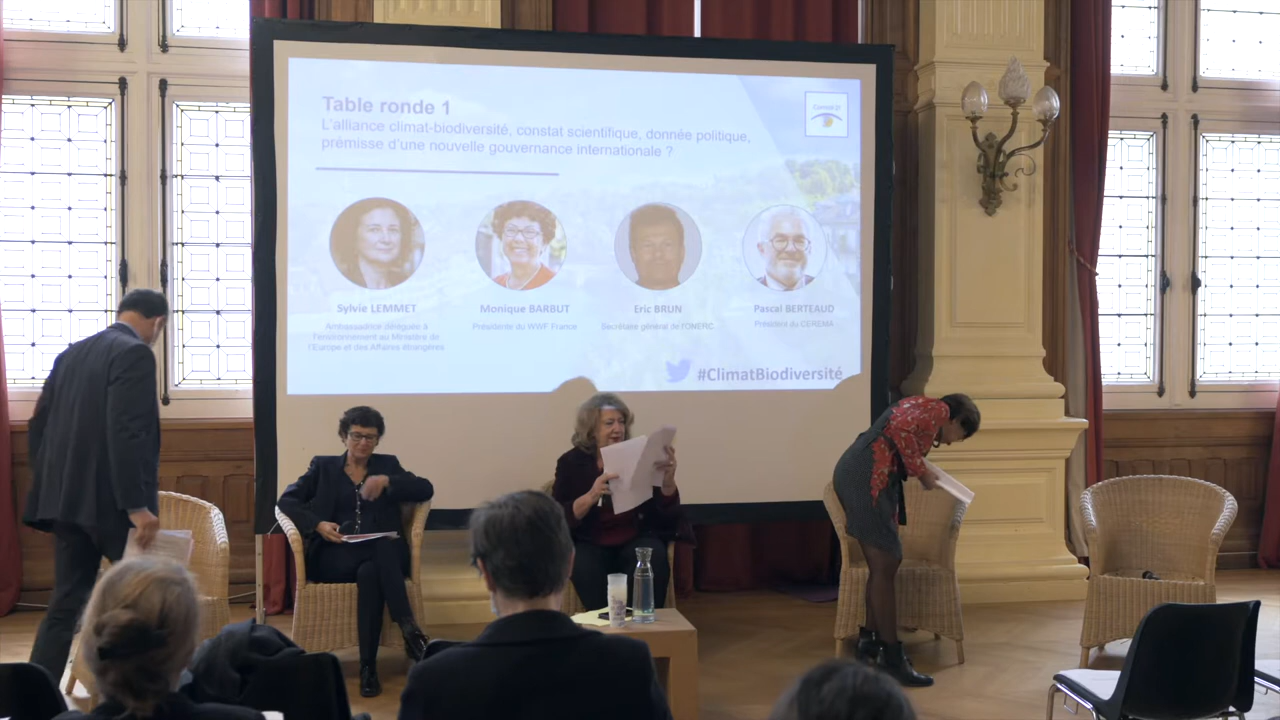 Table ronde 1
L'alliance climat-biodiversité, constat scientifique, donnée politique,
prémisse d'une nouvelle gouvernance internationale ?
Sylvie LEMMET
Ambassadrice déléguée à
l'environnement au Ministère de
l'Europe et des Affaires étrangères
Monique BARBUT
Présidente du WWF France
Eric BRUN
Secrétaire général de l'ONERC
Pascal BERTEAUD
Président du CEREMA
#ClimatBiodiversité